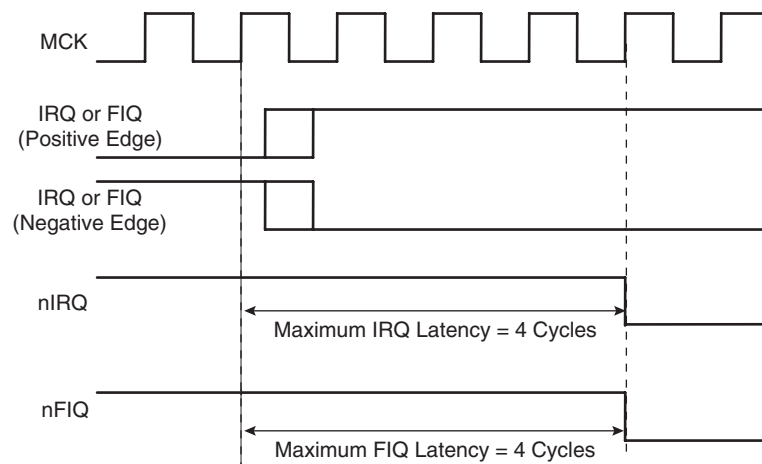 MCK
IRQ or FIQ
(Positive Edge)
IRQ or FIQ
(Negative Edge)
nIRQ
Maximum IRQ Latency = 4 Cycles
nFIQ
Maximum FIQ Latency = 4 Cycles